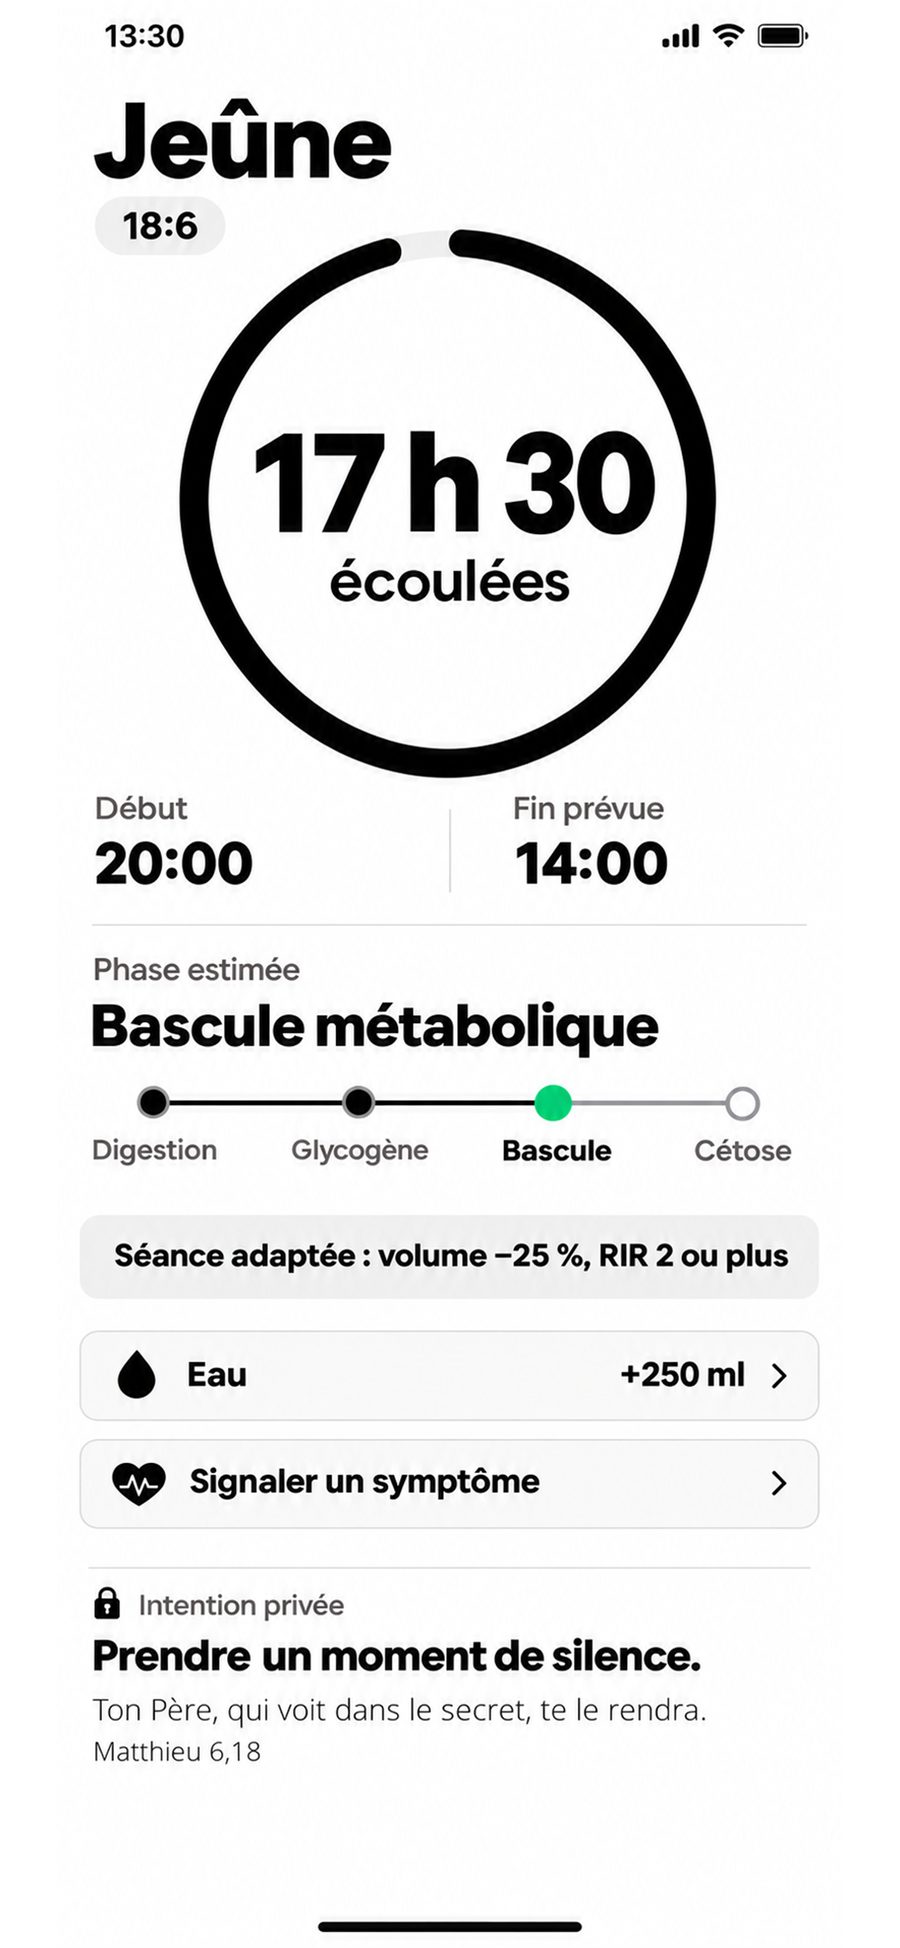 13:30
Jeûne
18:6
17 h 30
écoulées
Début
20:00
Fin prévue
14:00
Phase estimée
Bascule métabolique
Digestion Glycogène Bascule Cétose
Séance adaptée : volume −25 %, RIR 2 ou plus
Eau +250 ml
Signaler un symptôme
Intention privée
Prendre un moment de silence.
Ton Père, qui voit dans le secret, te le rendra.
Matthieu 6,18